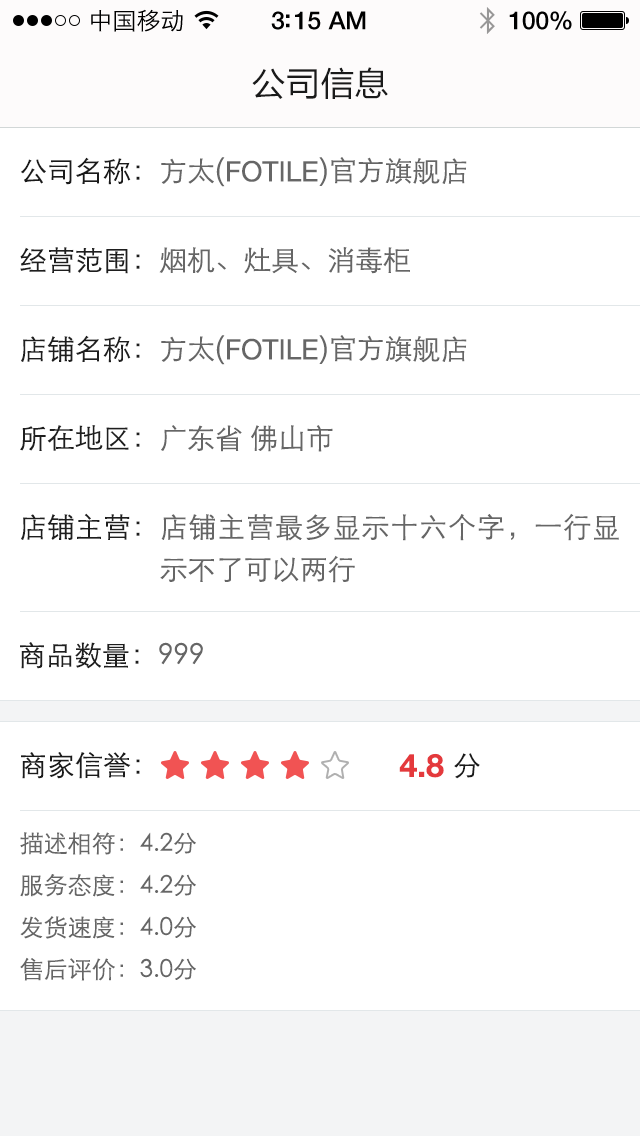 中国移动 3:15 AM 100%
公司信息
公司名称：方太(FOTILE)官方旗舰店
经营范围：烟机、灶具、消毒柜
店铺名称：方太(FOTILE)官方旗舰店
所在地区：广东省 佛山市
店铺主营：店铺主营最多显示十六个字，一行显
示不了可以两行
商品数量：999
商家信誉： 4.8 分
描述相符：4.2分
服务态度：4.2分
发货速度：4.0分
售后评价：3.0分